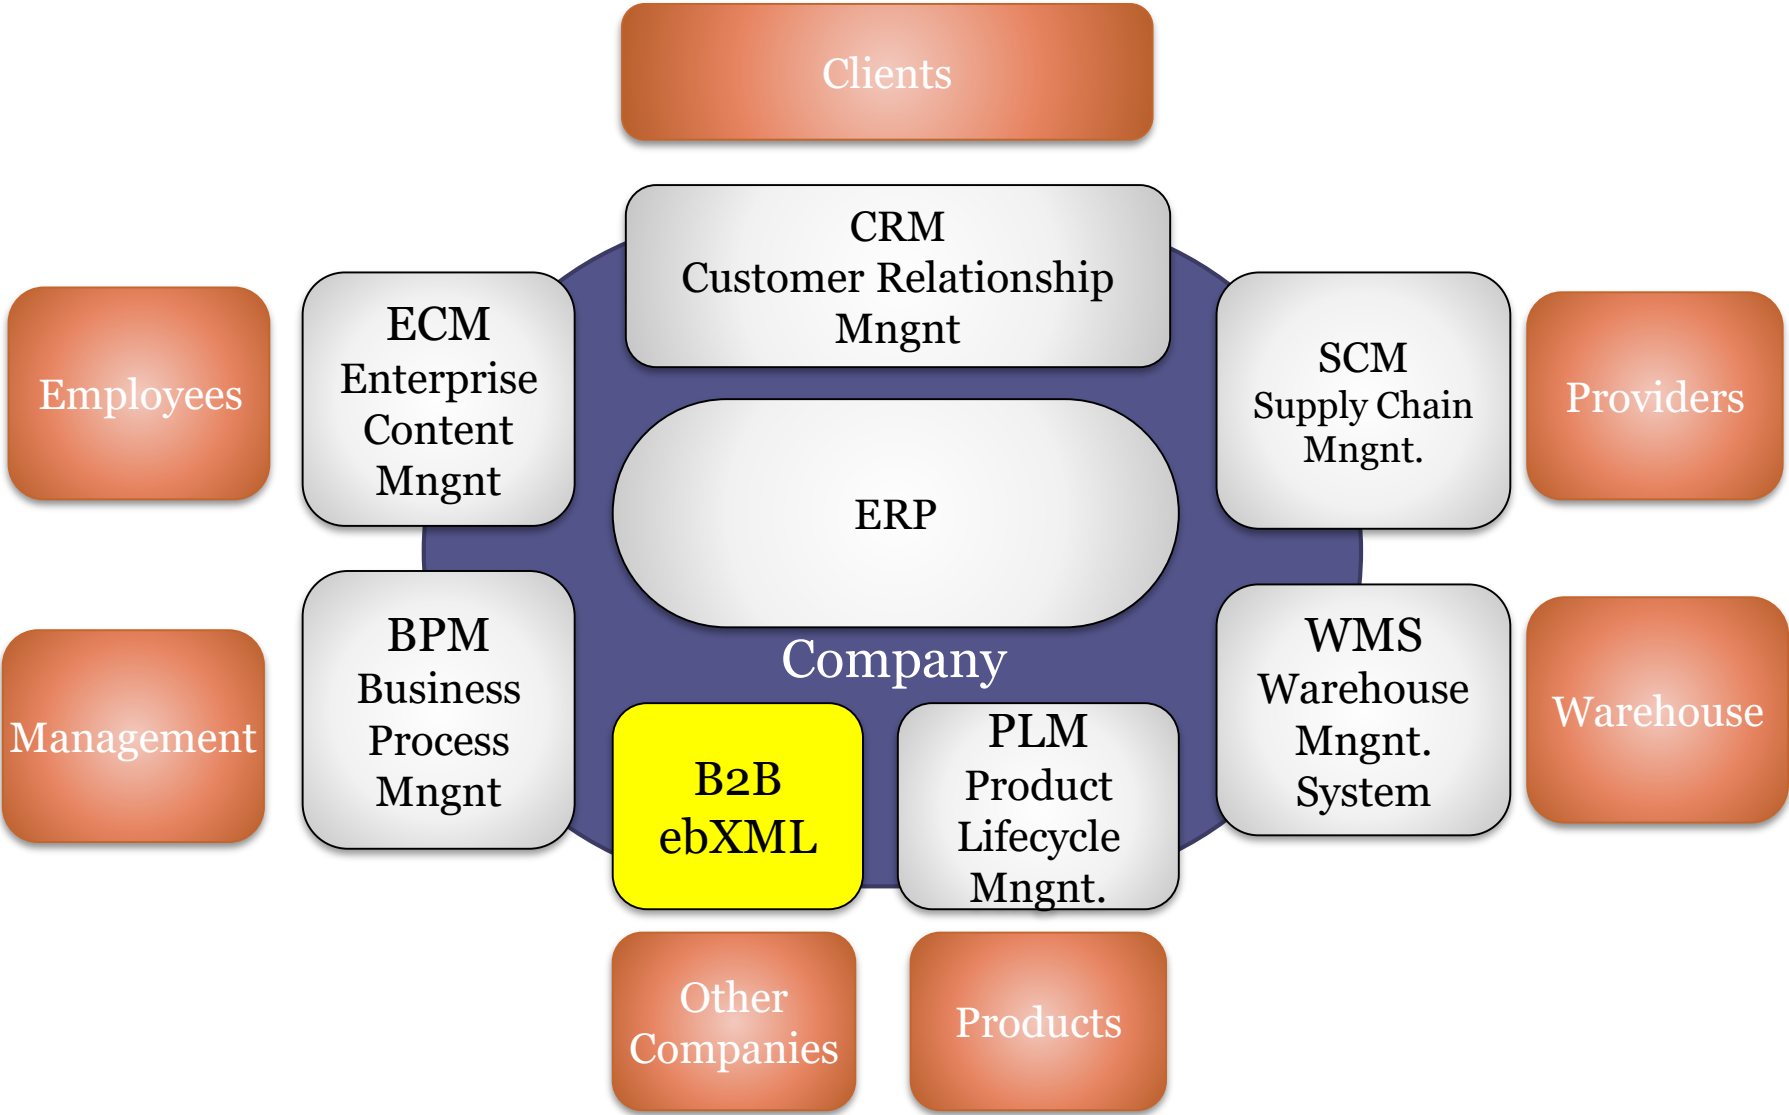 Clients
CRM
Customer Relationship
Mngnt
Employees
ECM
Enterprise
Content
Mngnt
SCM
Supply Chain
Mngnt.
Providers
ERP
Company
Management
BPM
Business
Process
Mngnt
B2B
ebXML
PLM
Product
Lifecycle
Mngnt.
WMS
Warehouse
Mngnt.
System
Warehouse
Other
Companies
Products